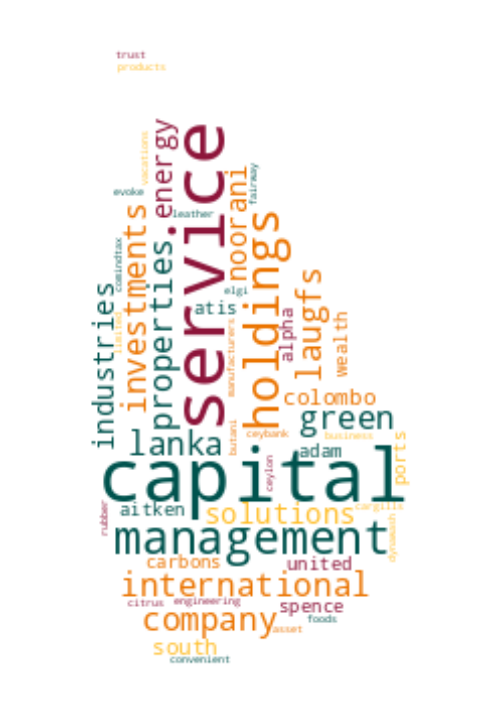 trust
products
energy
service
vacations
fairway
noorani
evoke
investments
leather
holdings
comindtax
properties
laugfs
industries
elgi
atis
alpha
wealth
limited
manufacturers
colombo
green
butani
ceybank
business
lanka
adam
ports
capital
ceylon
rubber
aitken
solutions
cargills
dynawash
management
carbons
united
international
citrus
engineering
spence
company
foods
asset
south
convenient